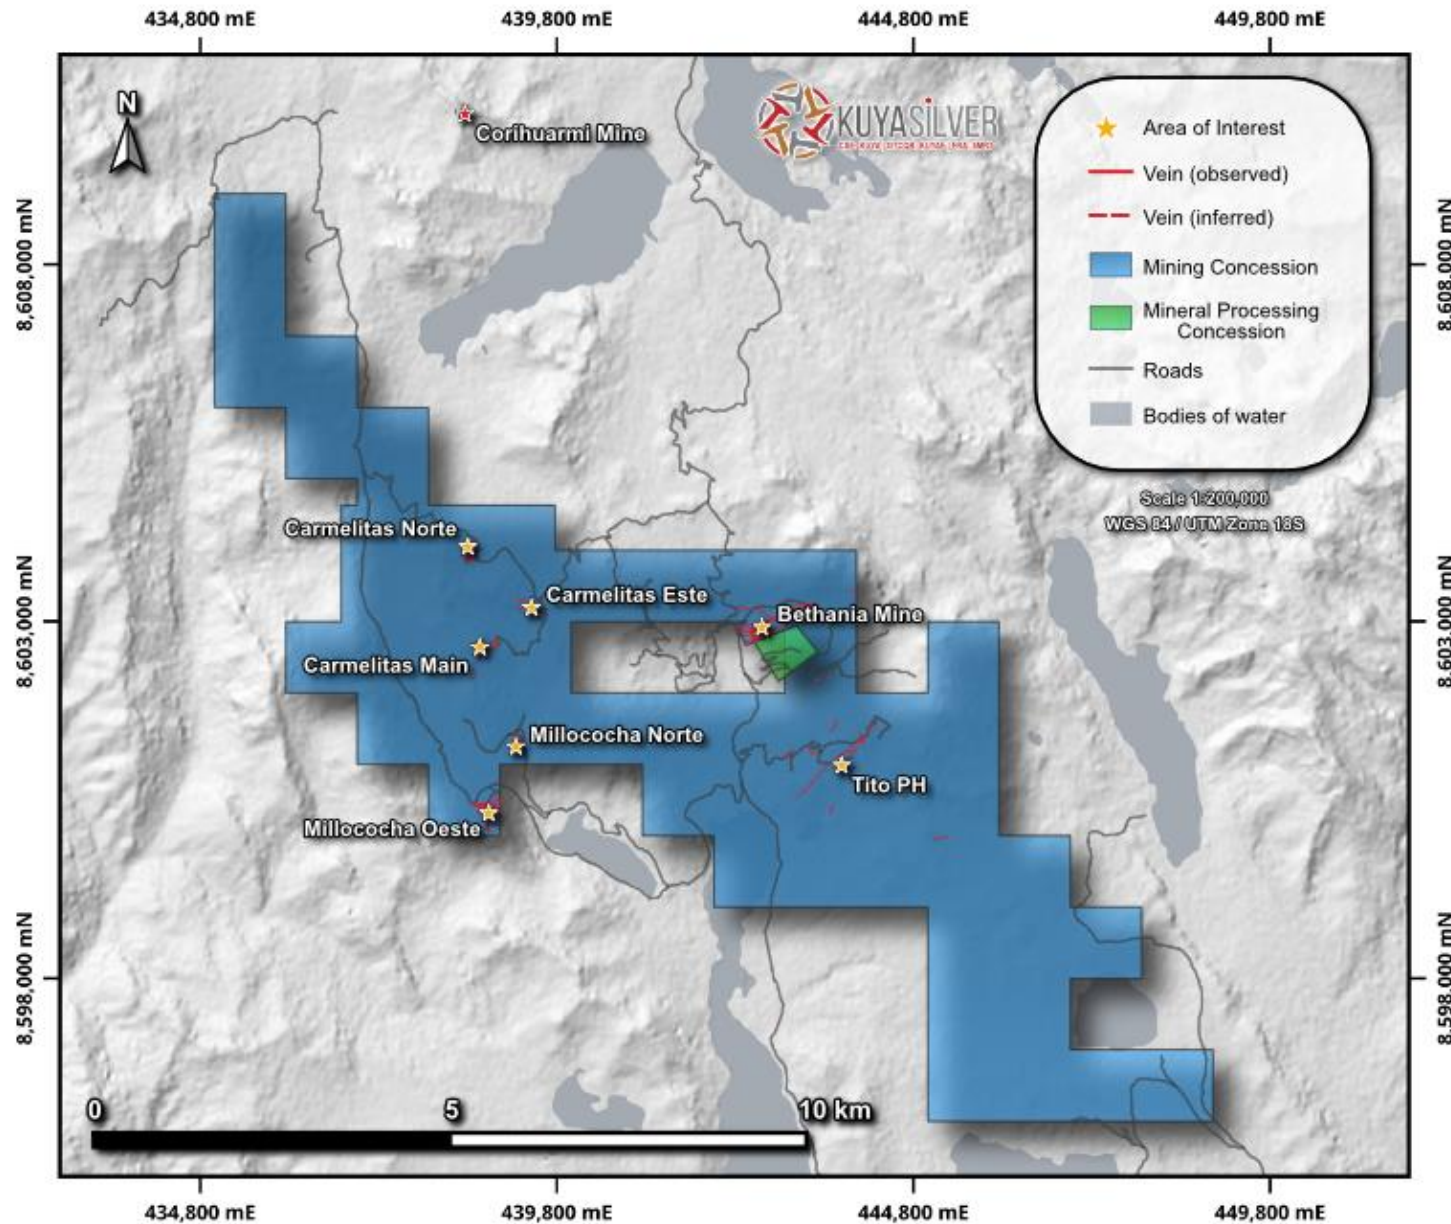 434,800 mE
439,800 mE
444,800 mE
449,800 mE
N
Corihuarmi Mine
KUYASILVER
Area of Interest
Vein (observed)
Vein (inferred)
Mining Concession
Mineral Processing
Concession
Roads
Bodies of water
8,608,000 mN
8,608,000 mN
Scale 1:200,000
WGS 84 / UTM Zone 18S
Carmelitas Norte
Carmelitas Este
Bethania Mine
8,603,000 mN
8,603,000 mN
Carmelitas Main
Millococha Norte
Tito PH
Millococha Oeste
8,598,000 mN
8,598,000 mN
0
5
10 km
434,800 mE
439,800 mE
444,800 mE
449,800 mE